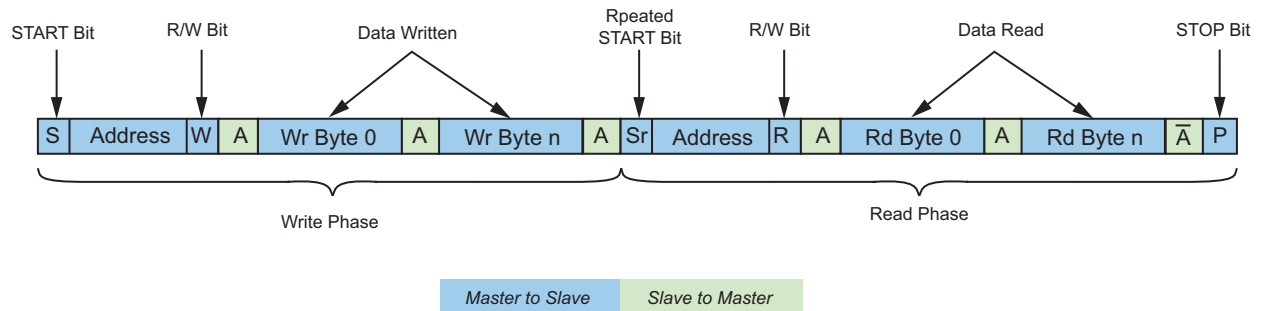 START Bit R/W Bit Data Written Rpeated START Bit R/W Bit Data Read STOP Bit
S Address W A Wr Byte 0 A Wr Byte n A Sr Address R A Rd Byte 0 A Rd Byte n A̅ P
Write Phase Read Phase
Master to Slave Slave to Master